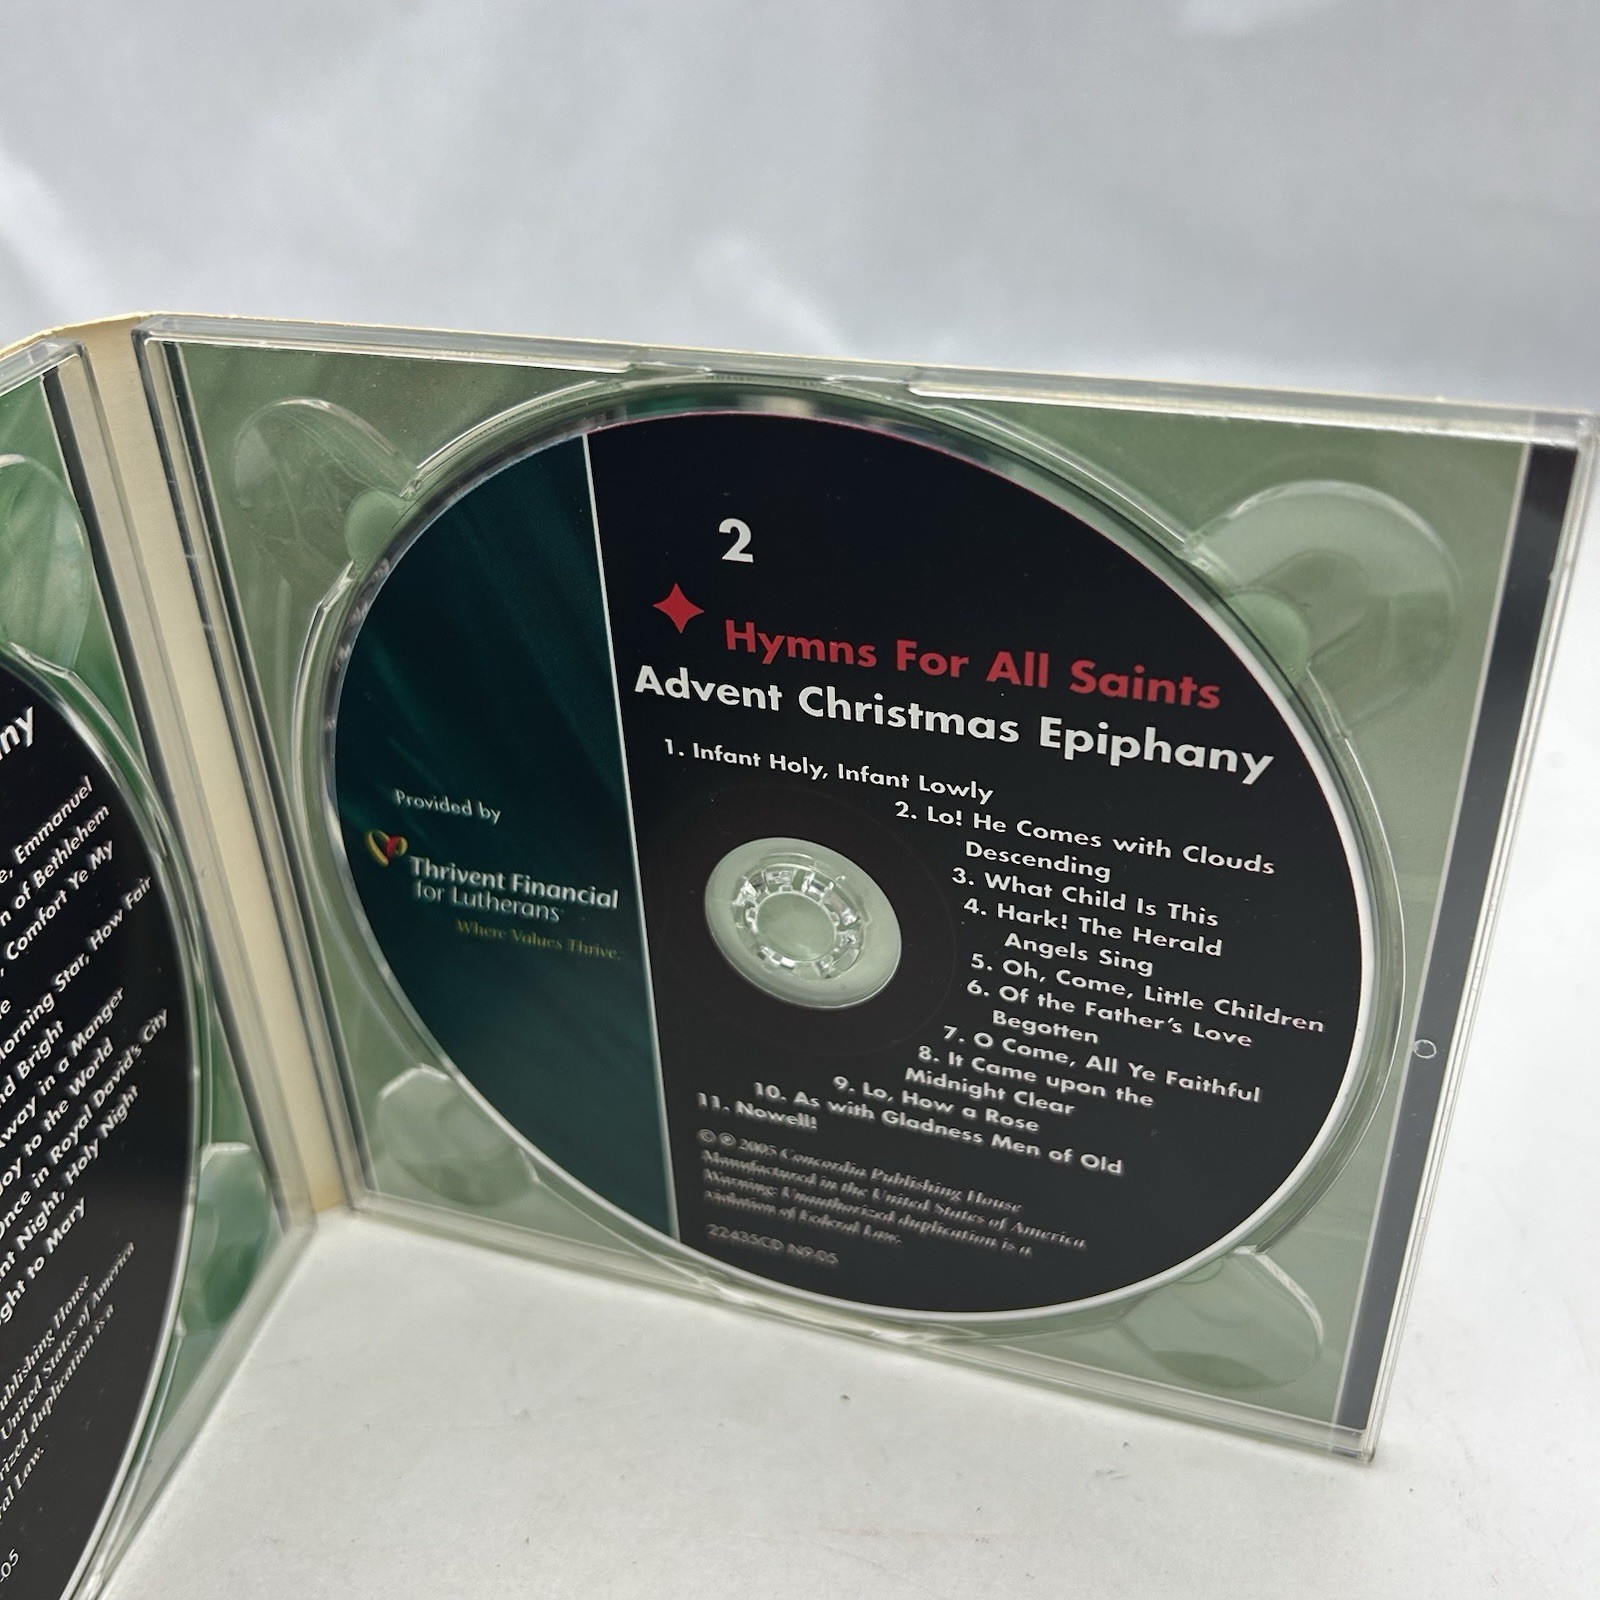 ny
e, Emmanuel
n of Bethlehem
, Comfort Ye My
Morning Star, How Fair
nd Bright
Away in a Manger
Joy to the World
Once in Royal David's City
nt Night, Holy Night
ght to Mary
ublishing House
United States of America
rized duplication is a
ral Law.
-05
2
Hymns For All Saints
Advent Christmas Epiphany
1. Infant Holy, Infant Lowly
2. Lo! He Comes with Clouds
Descending
3. What Child Is This
4. Hark! The Herald
Angels Sing
5. Oh, Come, Little Children
6. Of the Father's Love
Begotten
7. O Come, All Ye Faithful
8. It Came upon the
Midnight Clear
9. Lo, How a Rose
10. As with Gladness Men of Old
11. Nowell!
© ℗ 2005 Concordia Publishing House
Manufactured in the United States of America
Warning: Unauthorized duplication is a
violation of Federal Law.
22435CD IN9-05
Provided by
Thrivent Financial
for Lutherans
Where Values Thrive.